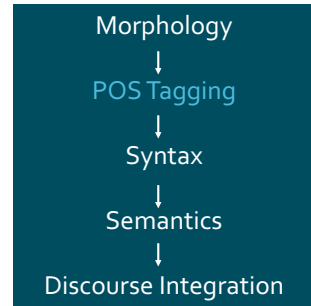 Morphology
POS Tagging
Syntax
Semantics
Discourse Integration